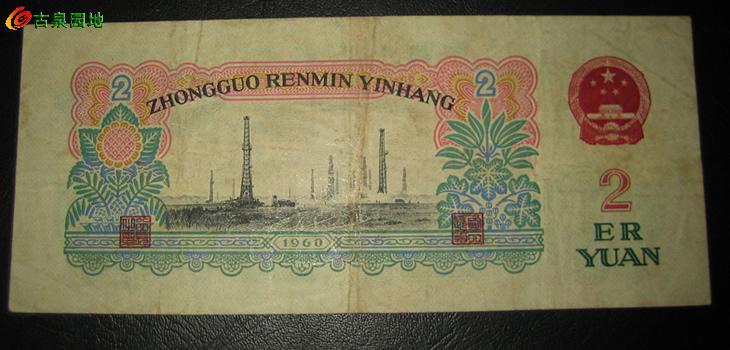 古泉园地
2
2
ZHONGGUO RENMIN YINHANG
1960
2
ER
YUAN